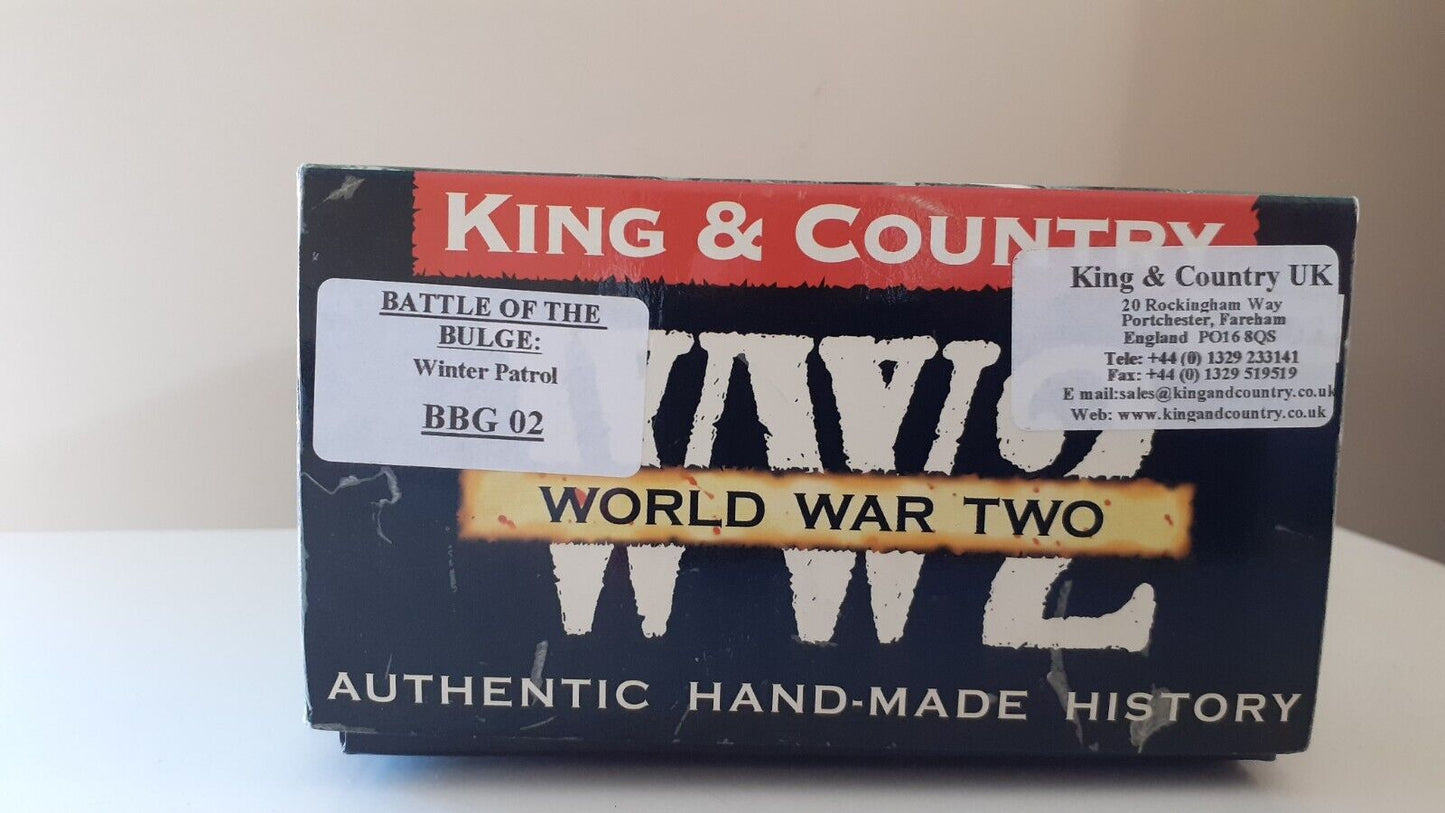 KING & COUNTRY
BATTLE OF THE
BULGE:
Winter Patrol
BBG 02
King & Country UK
20 Rockingham Way
Portchester, Fareham
England PO16 8QS
Tele: +44 (0) 1329 233141
Fax: +44 (0) 1329 519519
E mail:sales@kingandcountry.co.uk
Web: www.kingandcountry.co.uk
WW2
WORLD WAR TWO
AUTHENTIC HAND-MADE HISTORY